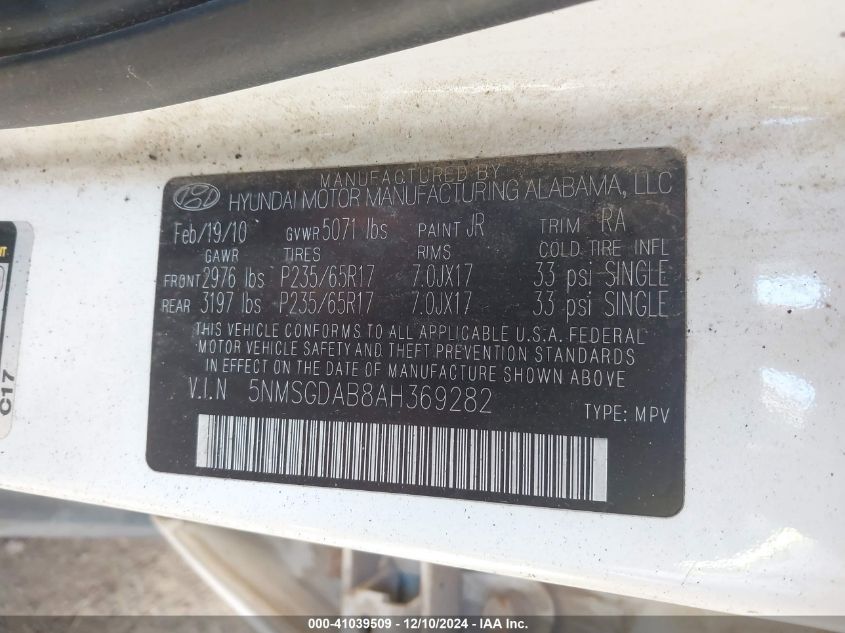 MANUFACTURED BY
HYUNDAI MOTOR MANUFACTURING ALABAMA, LLC
Feb/19/10 GVWR 5071 lbs PAINT JR TRIM RA
GAWR TIRES RIMS COLD TIRE INFL
FRONT 2976 lbs P235/65R17 7.0JX17 33 psi SINGLE
REAR 3197 lbs P235/65R17 7.0JX17 33 psi SINGLE
THIS VEHICLE CONFORMS TO ALL APPLICABLE U.S.A. FEDERAL
MOTOR VEHICLE SAFETY AND THEFT PREVENTION STANDARDS
IN EFFECT ON THE DATE OF MANUFACTURE SHOWN ABOVE.
V.I.N 5NMSGDAB8AH369282
TYPE: MPV
C17
000-41039509 - 12/10/2024 - IAA Inc.